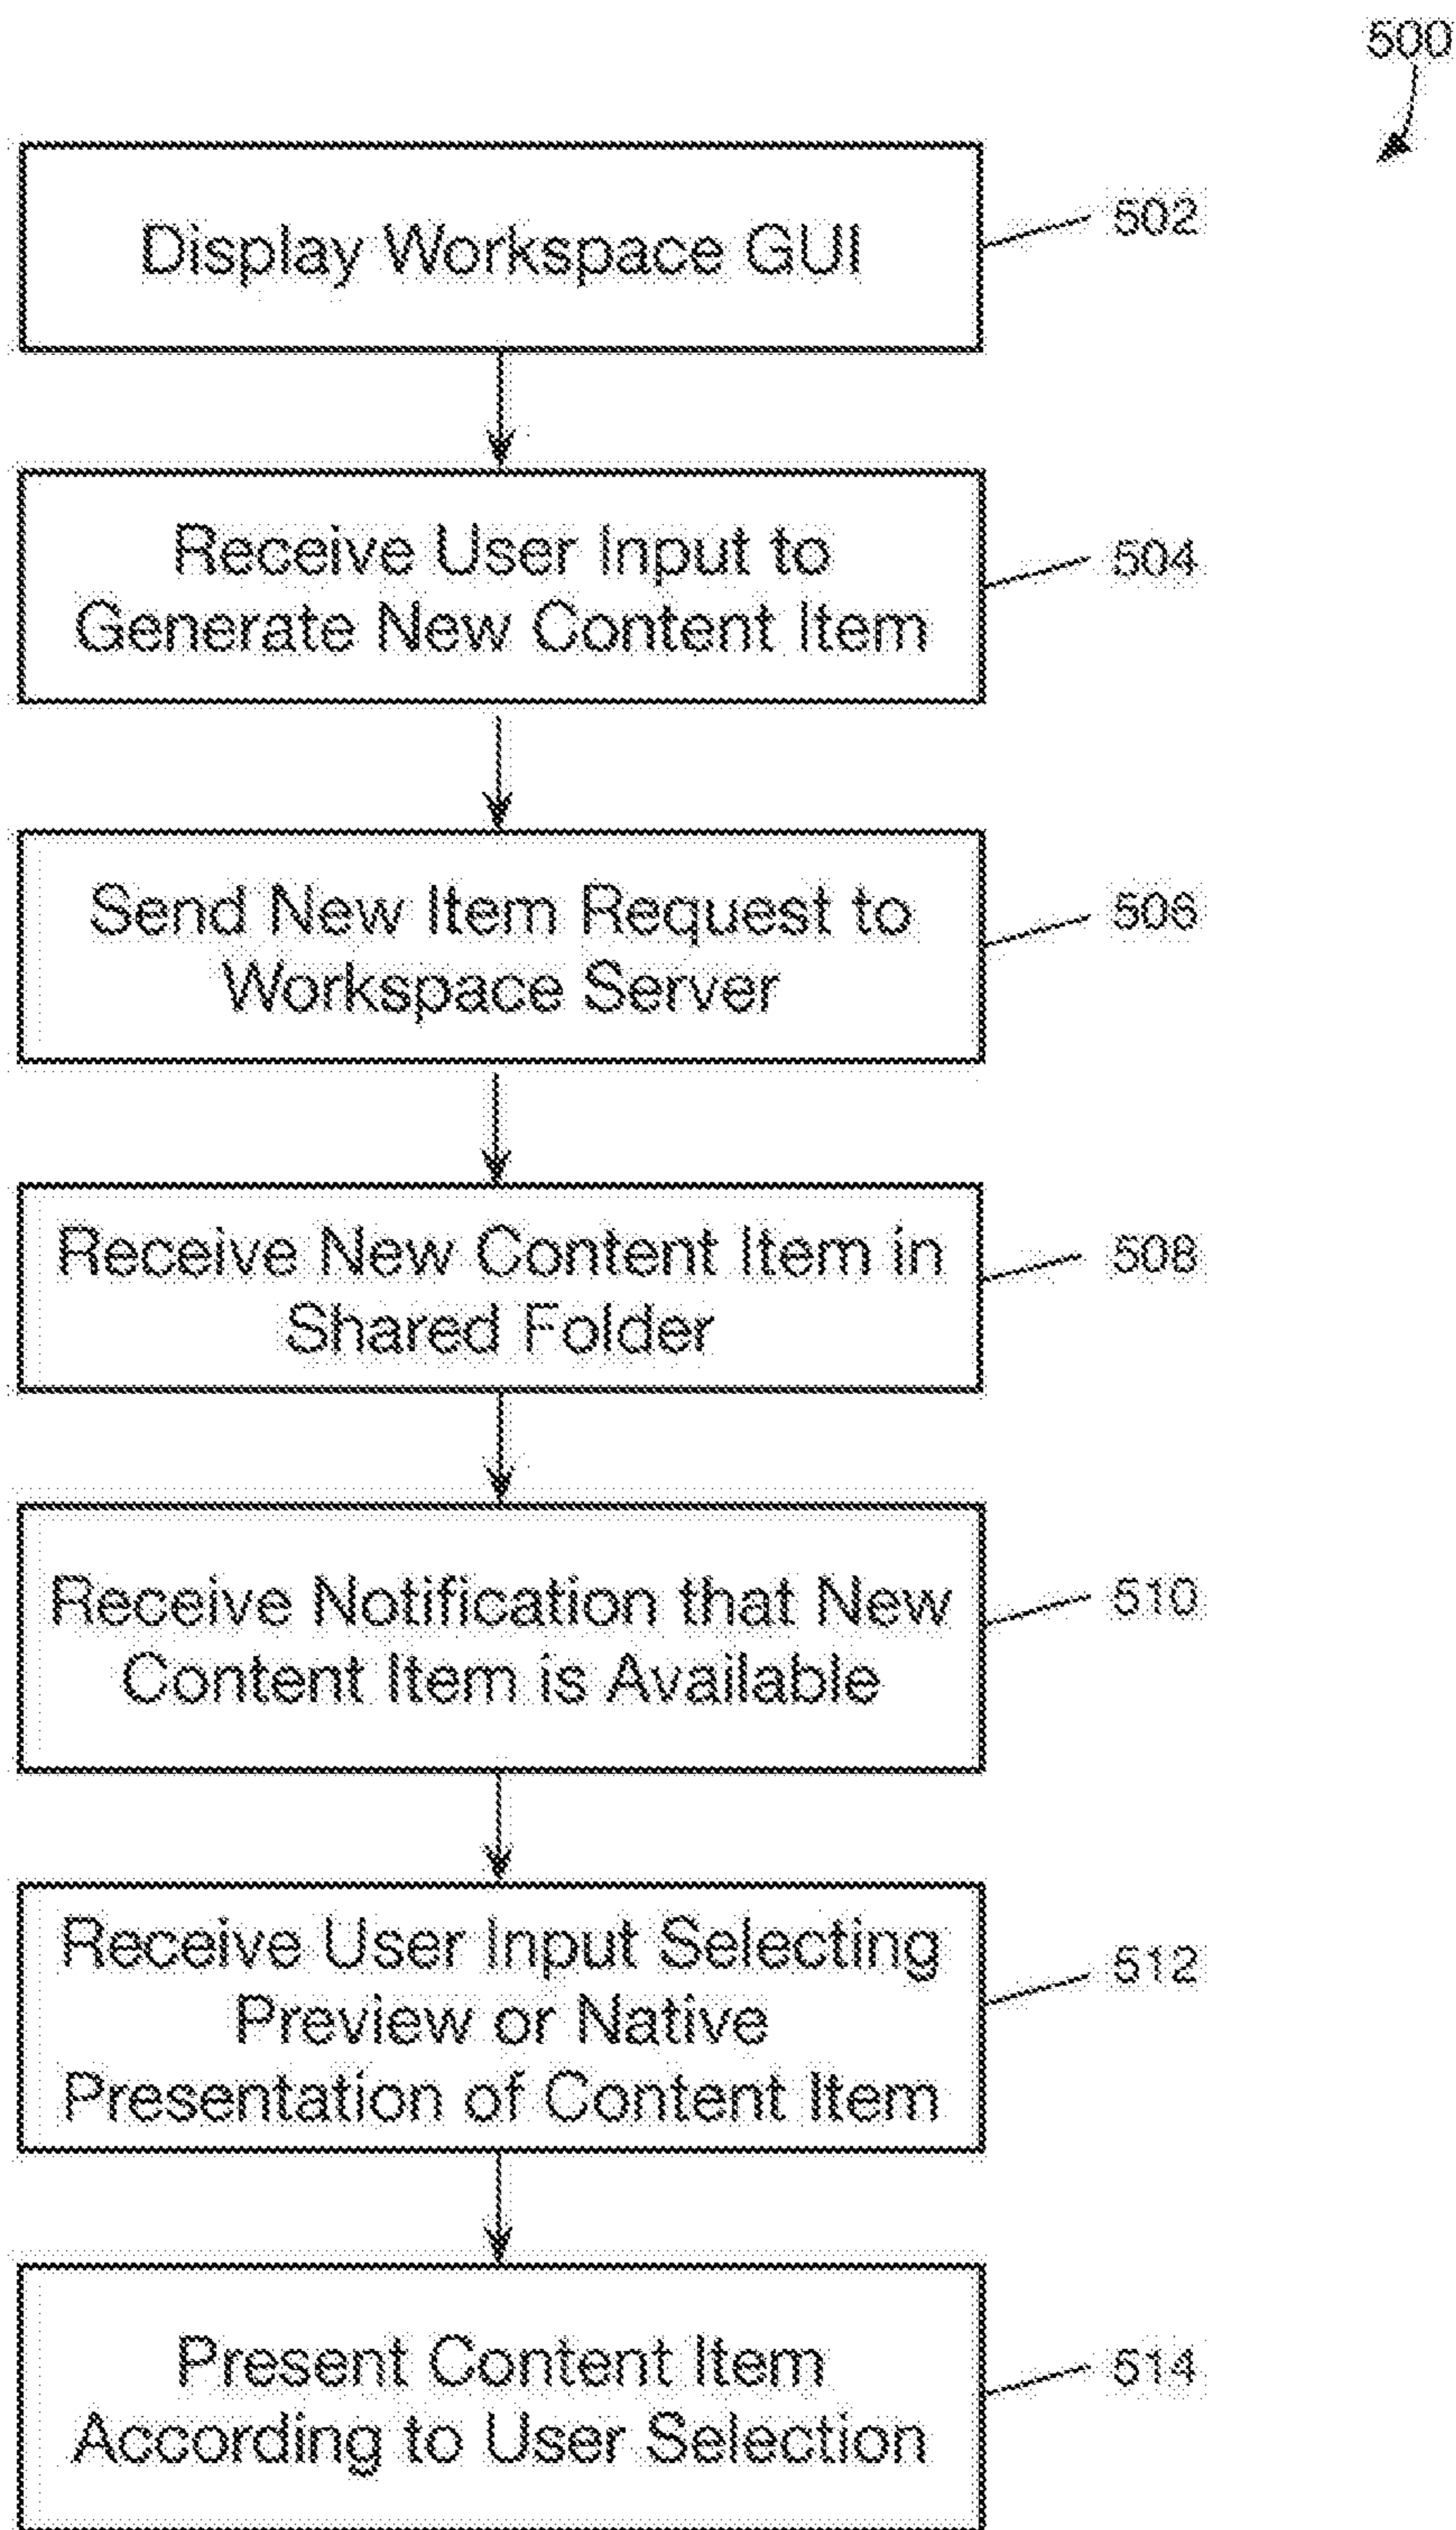 500
Display Workspace GUI
502
Receive User Input to
Generate New Content Item
504
Send New Item Request to
Workspace Server
506
Receive New Content Item in
Shared Folder
508
Receive Notification that New
Content Item is Available
510
Receive User Input Selecting
Preview or Native
Presentation of Content Item
512
Present Content Item
According to User Selection
514